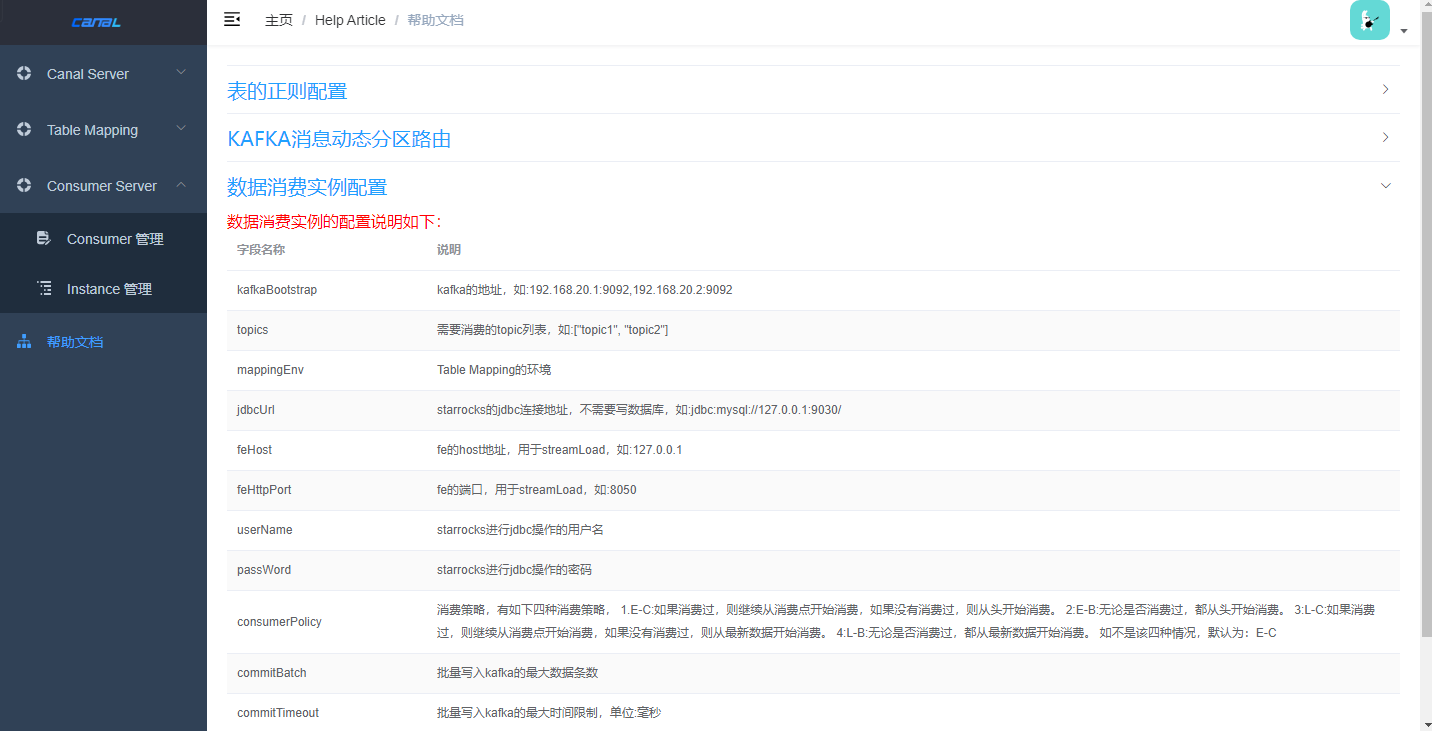 CANAL
主页 / Help Article / 帮助文档
Canal Server
Table Mapping
Consumer Server
Consumer 管理
Instance 管理
帮助文档
表的正则配置
KAFKA消息动态分区路由
数据消费实例配置
数据消费实例的配置说明如下:
字段名称 说明
kafkaBootstrap kafka的地址，如:192.168.20.1:9092,192.168.20.2:9092
topics 需要消费的topic列表，如:["topic1", "topic2"]
mappingEnv Table Mapping的环境
jdbcUrl starrocks的jdbc连接地址，不需要写数据库，如:jdbc:mysql://127.0.0.1:9030/
feHost fe的host地址，用于streamLoad，如:127.0.0.1
feHttpPort fe的端口，用于streamLoad，如:8050
userName starrocks进行jdbc操作的用户名
passWord starrocks进行jdbc操作的密码
consumerPolicy 消费策略，有如下四种消费策略， 1.E-C:如果消费过，则继续从消费点开始消费，如果没有消费过，则从头开始消费。 2:E-B:无论是否消费过，都从头开始消费。 3:L-C:如果消费
过，则继续从消费点开始消费，如果没有消费过，则从最新数据开始消费。 4:L-B:无论是否消费过，都从最新数据开始消费。 如不是该四种情况，默认为：E-C
commitBatch 批量写入kafka的最大数据条数
commitTimeout 批量写入kafka的最大时间限制，单位:毫秒